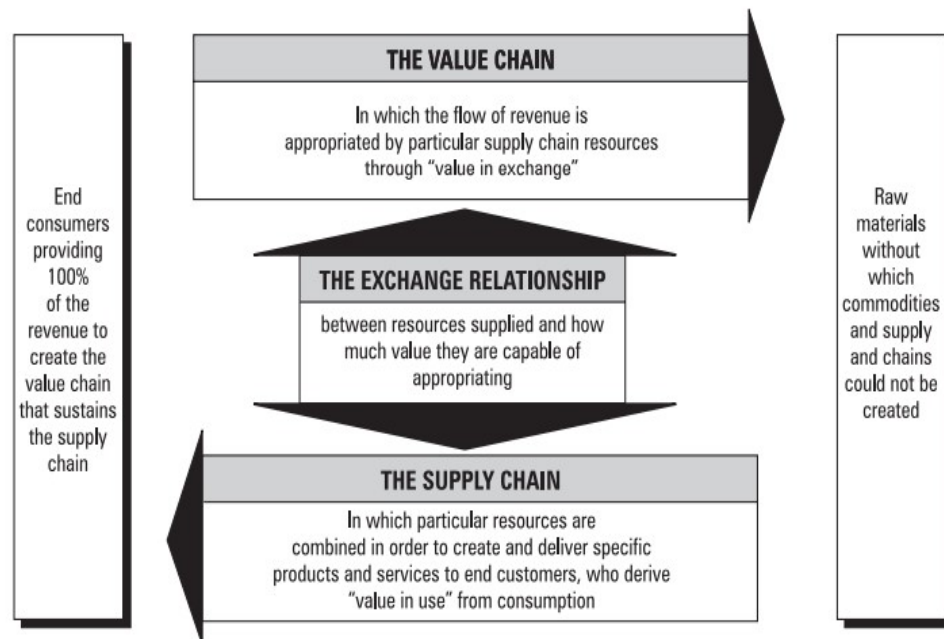 End
consumers
providing
100%
of the
revenue to
create the
value chain
that sustains
the supply
chain
THE VALUE CHAIN
In which the flow of revenue is
appropriated by particular supply chain resources
through “value in exchange”
THE EXCHANGE RELATIONSHIP
between resources supplied and how
much value they are capable of
appropriating
THE SUPPLY CHAIN
In which particular resources are
combined in order to create and deliver specific
products and services to end customers, who derive
“value in use” from consumption
Raw
materials
without
which
commodities
and supply
and chains
could not be
created